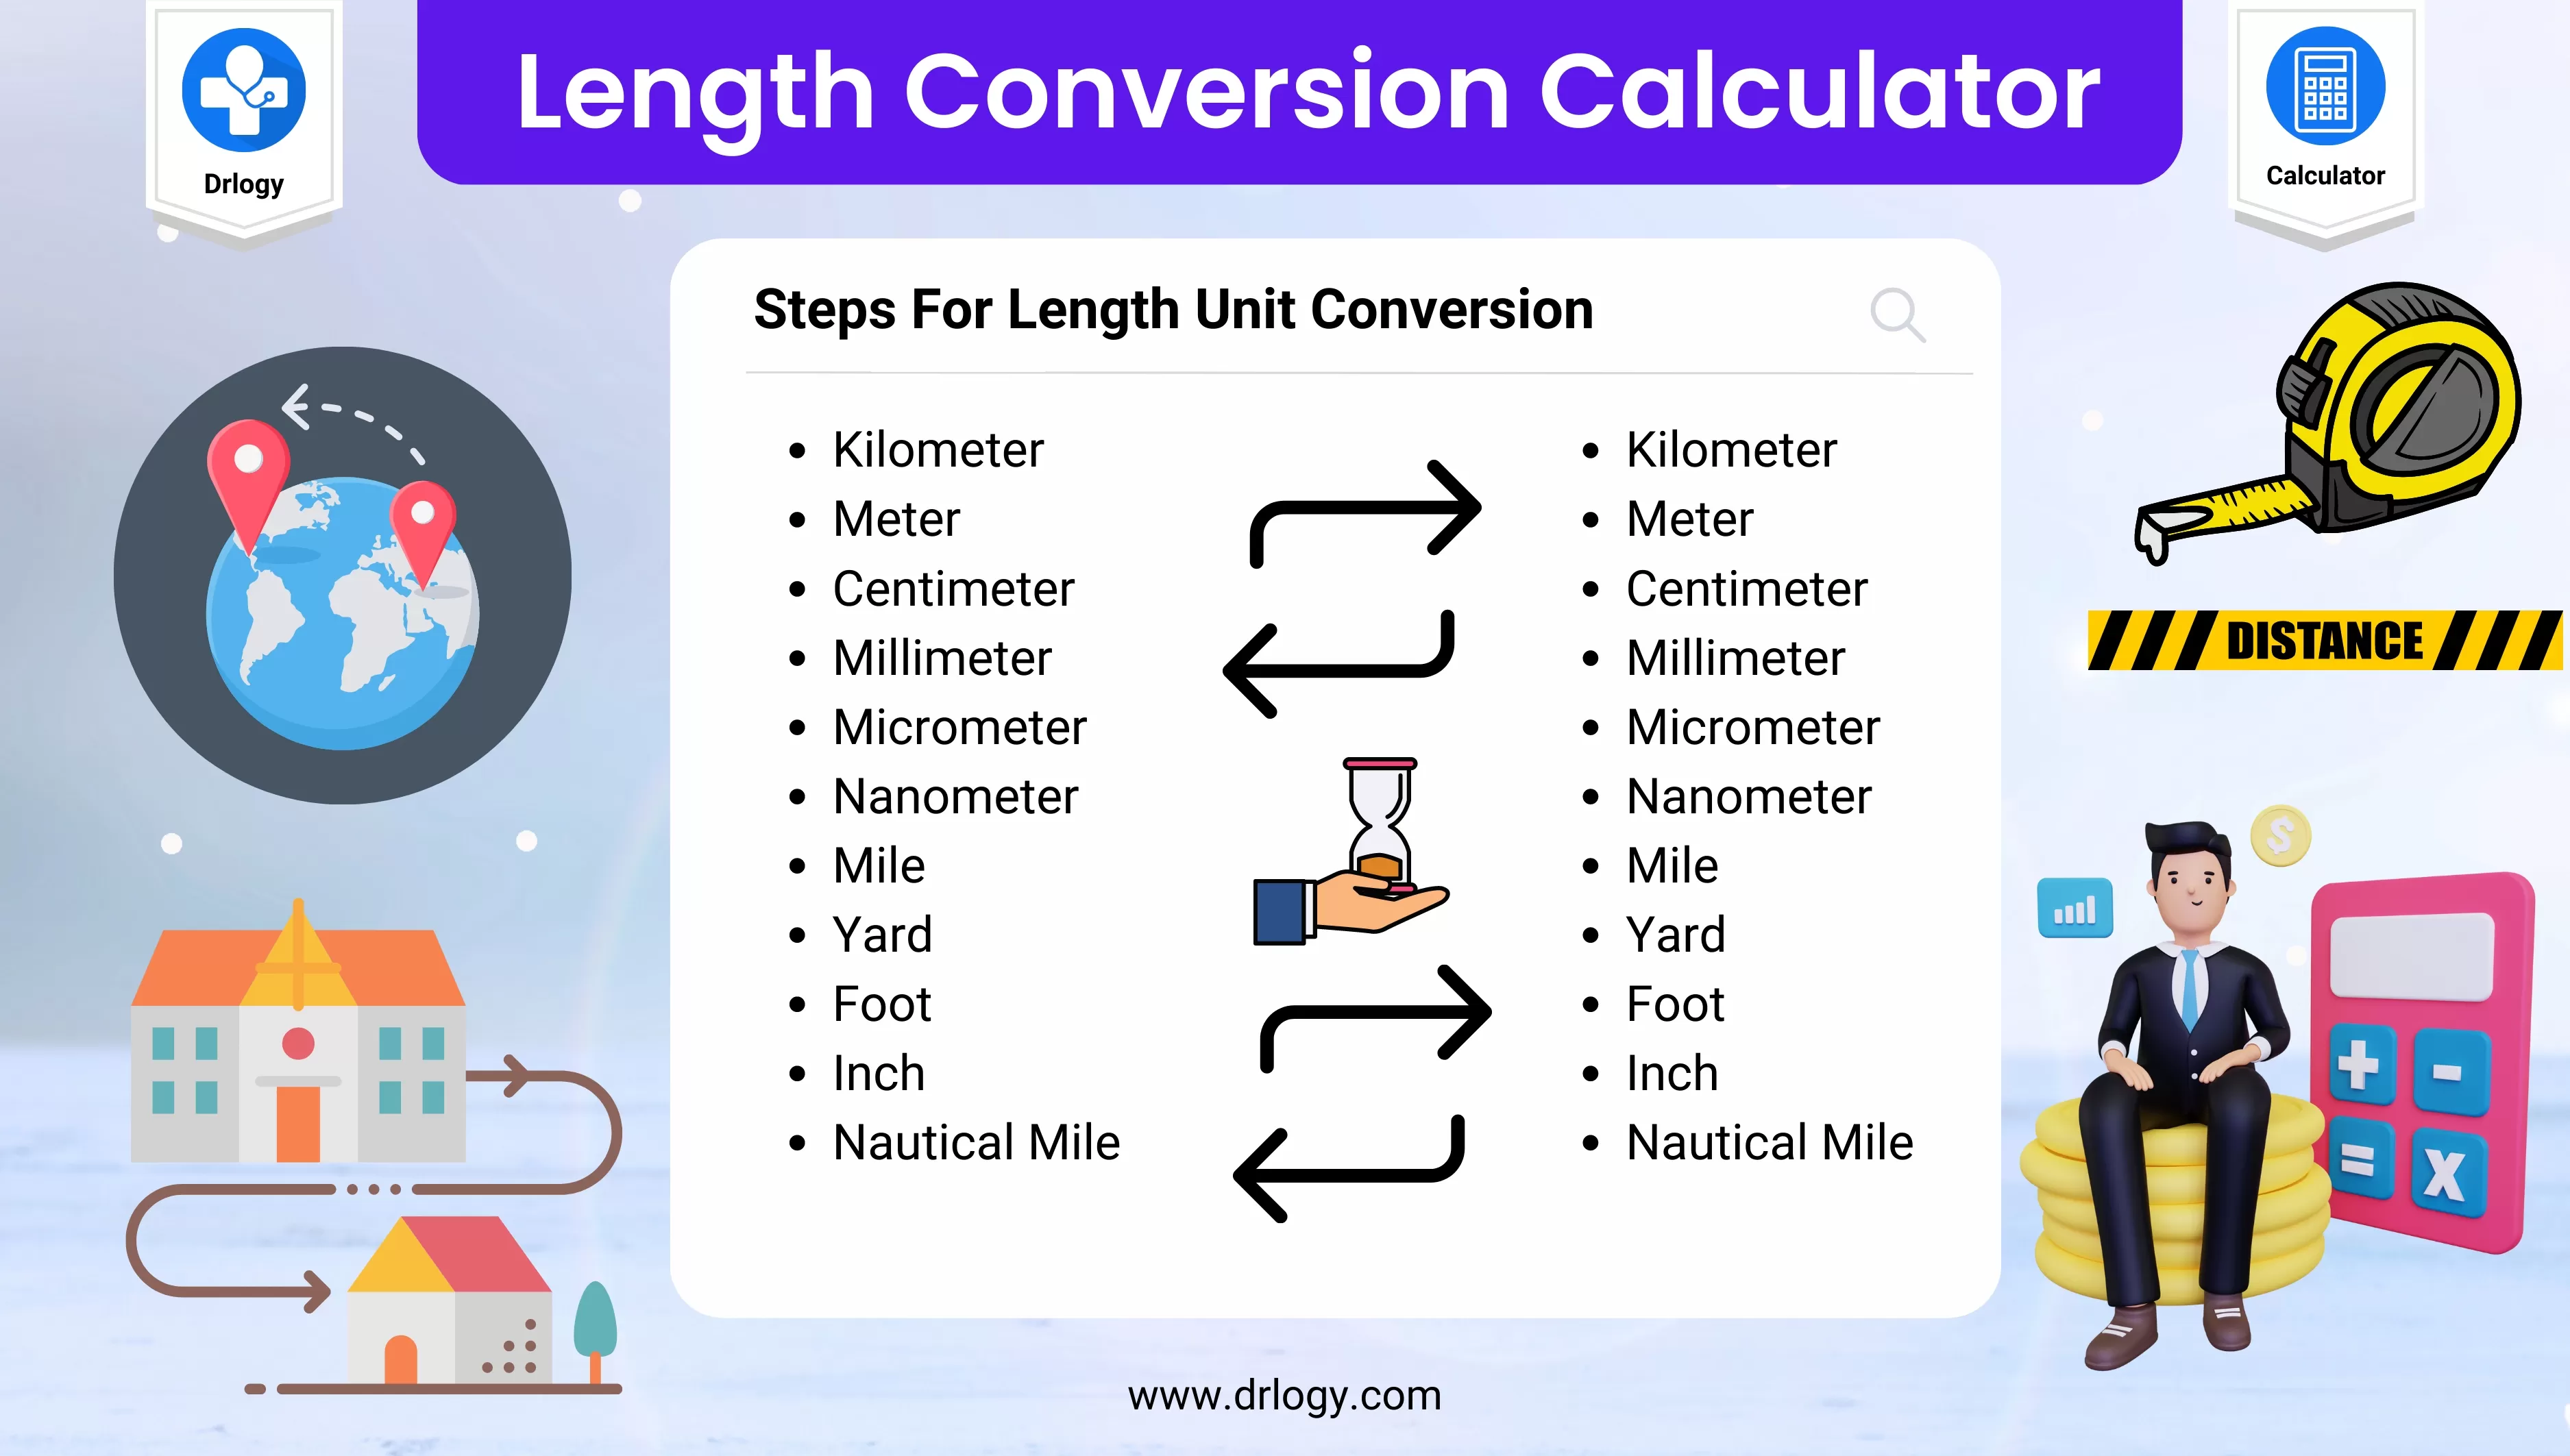 Length Conversion Calculator
Drlogy
Calculator
Steps For Length Unit Conversion
• Kilometer
• Meter
• Centimeter
• Millimeter
• Micrometer
• Nanometer
• Mile
• Yard
• Foot
• Inch
• Nautical Mile
• Kilometer
• Meter
• Centimeter
• Millimeter
• Micrometer
• Nanometer
• Mile
• Yard
• Foot
• Inch
• Nautical Mile
DISTANCE
$
+ -
= X
www.drlogy.com